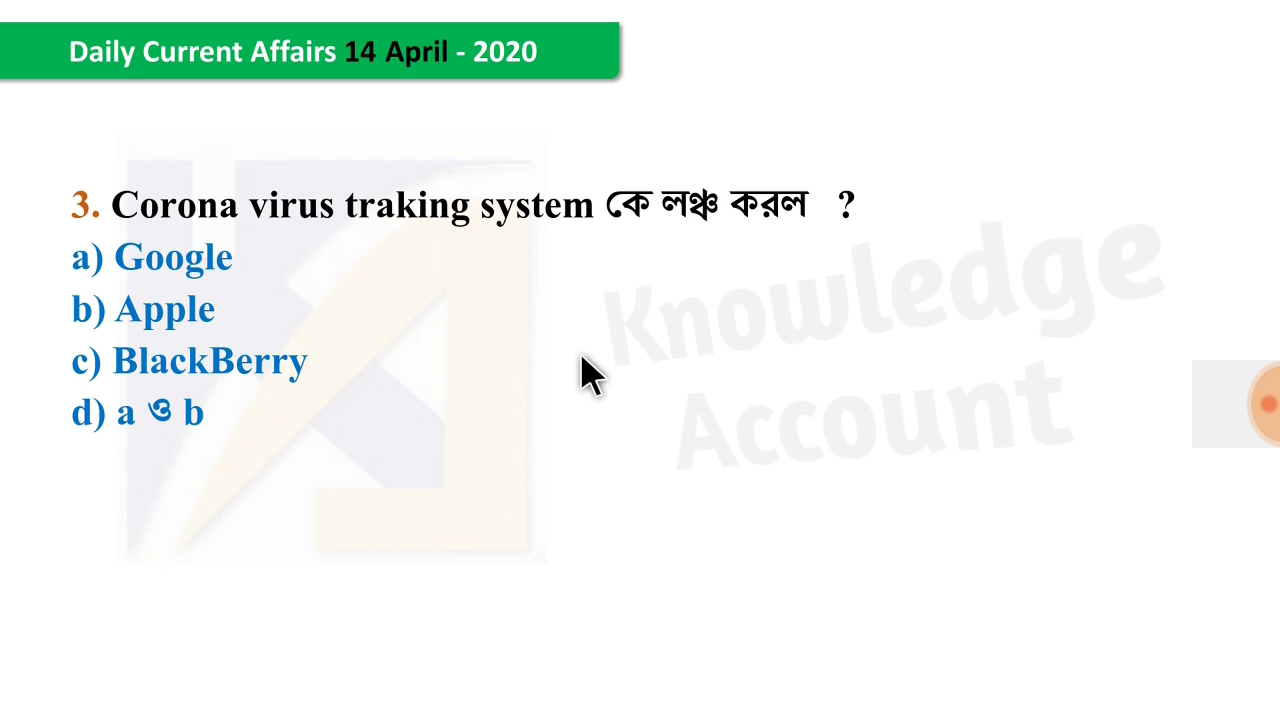 Daily Current Affairs 14 April - 2020
3. Corona virus traking system কে লঞ্চ করল ?
a) Google
b) Apple
c) BlackBerry
d) a ও b
Knowledge
Account